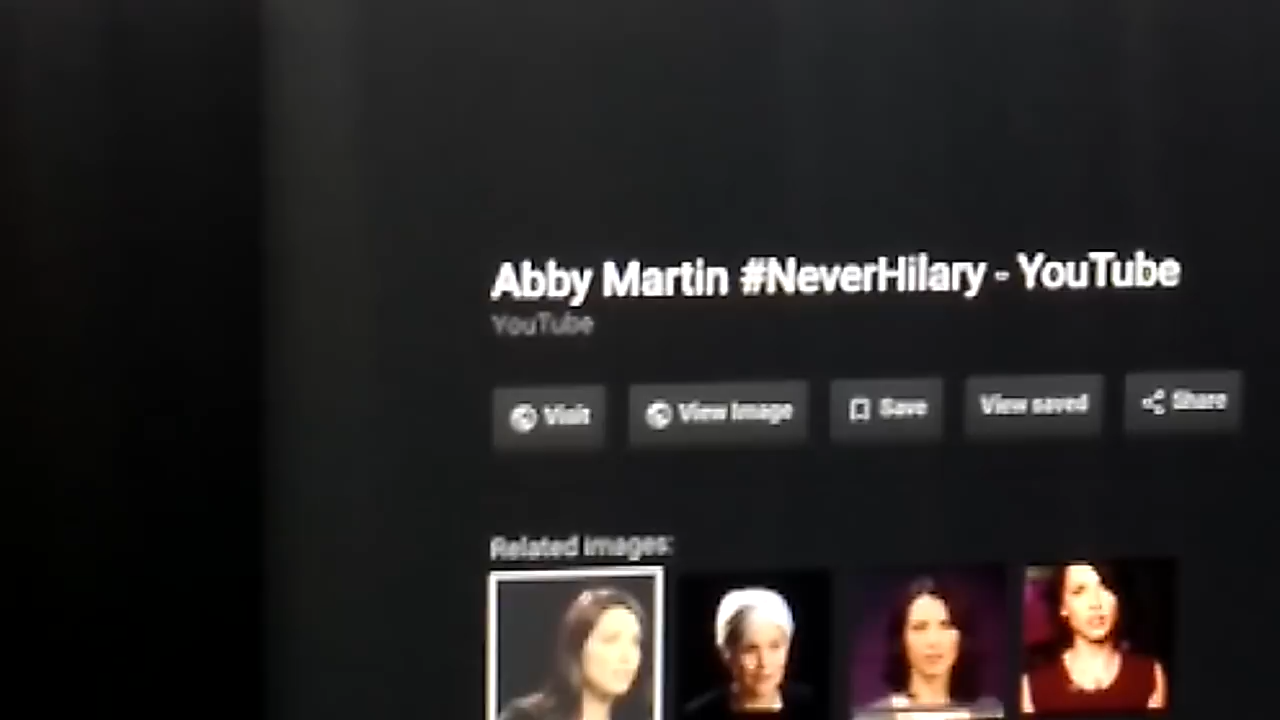 Abby Martin #NeverHilary - YouTube
YouTube
Visit View Image Save View saved Share
Related images: